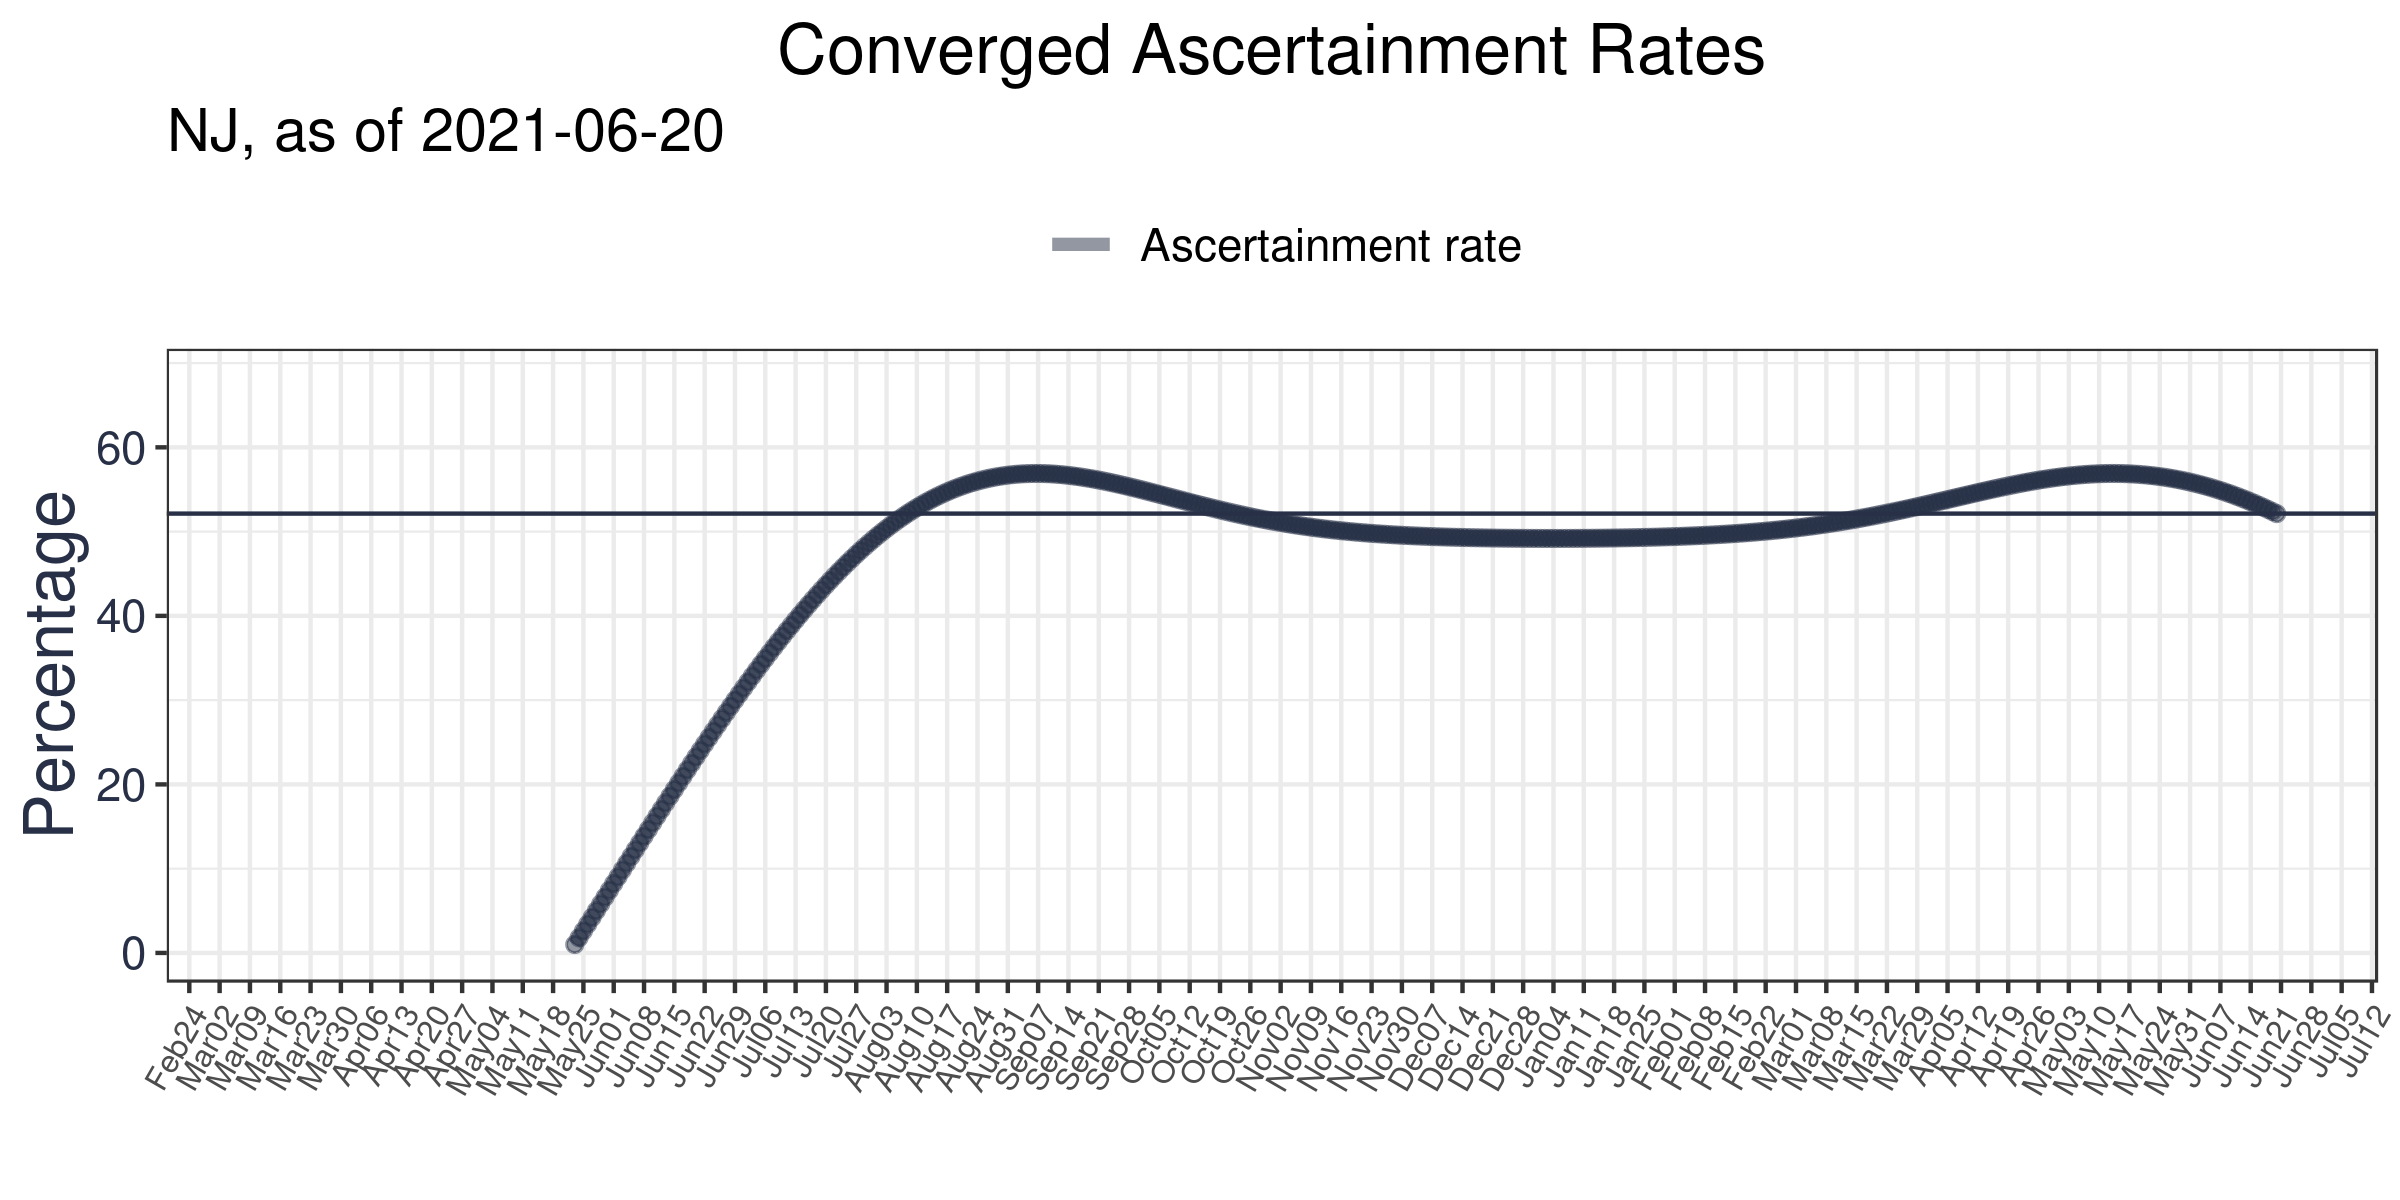 Converged Ascertainment Rates
NJ, as of 2021-06-20
Ascertainment rate
Percentage
60
40
20
0
Feb24
Mar02
Mar09
Mar16
Mar23
Mar30
Apr06
Apr13
Apr20
Apr27
May04
May11
May18
May25
Jun01
Jun08
Jun15
Jun22
Jun29
Jul06
Jul13
Jul20
Jul27
Aug03
Aug10
Aug17
Aug24
Aug31
Sep07
Sep14
Sep21
Sep28
Oct05
Oct12
Oct19
Oct26
Nov02
Nov09
Nov16
Nov23
Nov30
Dec07
Dec14
Dec21
Dec28
Jan04
Jan11
Jan18
Jan25
Feb01
Feb08
Feb15
Feb22
Mar01
Mar08
Mar15
Mar22
Mar29
Apr05
Apr12
Apr19
Apr26
May03
May10
May17
May24
May31
Jun07
Jun14
Jun21
Jun28
Jul05
Jul12